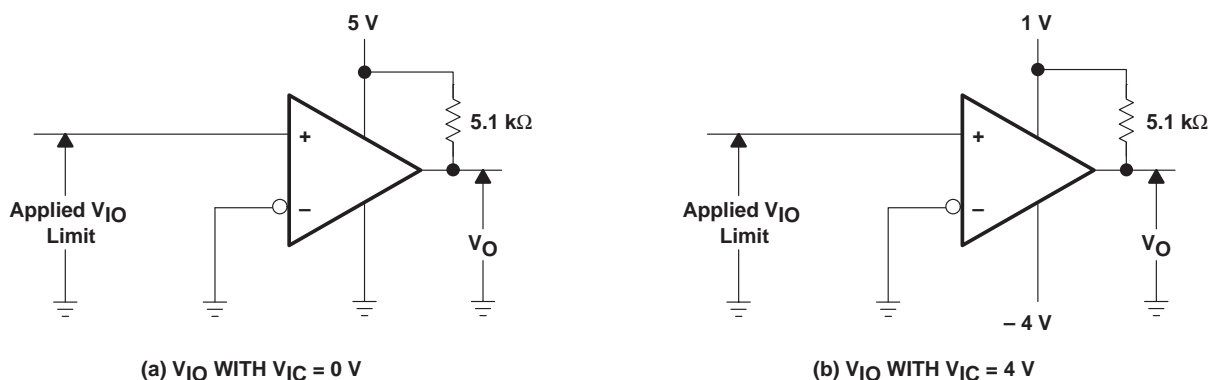 5 V
5.1 kΩ
+
−
Applied VIO
Limit
VO
(a) VIO WITH VIC = 0 V
1 V
5.1 kΩ
+
−
Applied VIO
Limit
VO
– 4 V
(b) VIO WITH VIC = 4 V